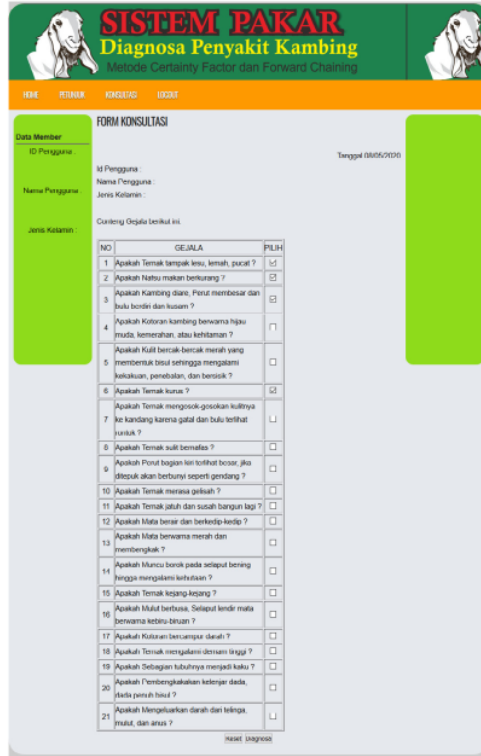 SISTEM PAKAR
Diagnosa Penyakit Kambing
Metode Certainty Factor dan Forward Chaining
HOME PETUNJUK KONSULTASI LOGOUT
Data Member
ID Pengguna :
Nama Pengguna :
Jenis Kelamin :
FORM KONSULTASI
Tanggal 08/05/2020
Id Pengguna :
Nama Pengguna :
Jenis Kelamin :
Conteng Gejala berikut ini
NO GEJALA PILIH
1 Apakah Ternak tampak lesu, lemah, pucat ?
2 Apakah Nafsu makan berkurang ?
3 Apakah Kambing diare, Perut membesar dan
bulu berdiri dan kusam ?
4 Apakah Kotoran kambing berwarna hijau
muda, kemerahan, atau kehitaman ?
5 Apakah Kulit bercak-bercak merah yang
membentuk bisul sehingga mengalami
kekakuan, penebalan, dan bersisik ?
6 Apakah Ternak kurus ?
7 Apakah Ternak mengosok-gosokan kulitnya
ke kandang karena gatal dan bulu terlihat
runtuk ?
8 Apakah Ternak sulit bernafas ?
9 Apakah Perut bagian kiri terlihat besar, jika
ditepuk akan berbunyi seperti gendang ?
10 Apakah Ternak merasa gelisah ?
11 Apakah Ternak jatuh dan susah bangun lagi ?
12 Apakah Mata berair dan berkedip-kedip ?
13 Apakah Mata berwarna merah dan
membengkak ?
14 Apakah Muncu borok pada selaput bening
hingga mengalami kebutaan ?
15 Apakah Ternak kejang-kejang ?
16 Apakah Mulut berbusa, Selaput lendir mata
berwarna kebiru-biruan ?
17 Apakah Kotoran bercampur darah ?
18 Apakah Ternak mengalami demam tinggi ?
19 Apakah Sebagian tubuhnya menjadi kaku ?
20 Apakah Pembengkakakan kelenjar dada,
dada penuh bisul ?
21 Apakah Mengeluarkan darah dari telinga,
mulut, dan anus ?
Reset Diagnosa